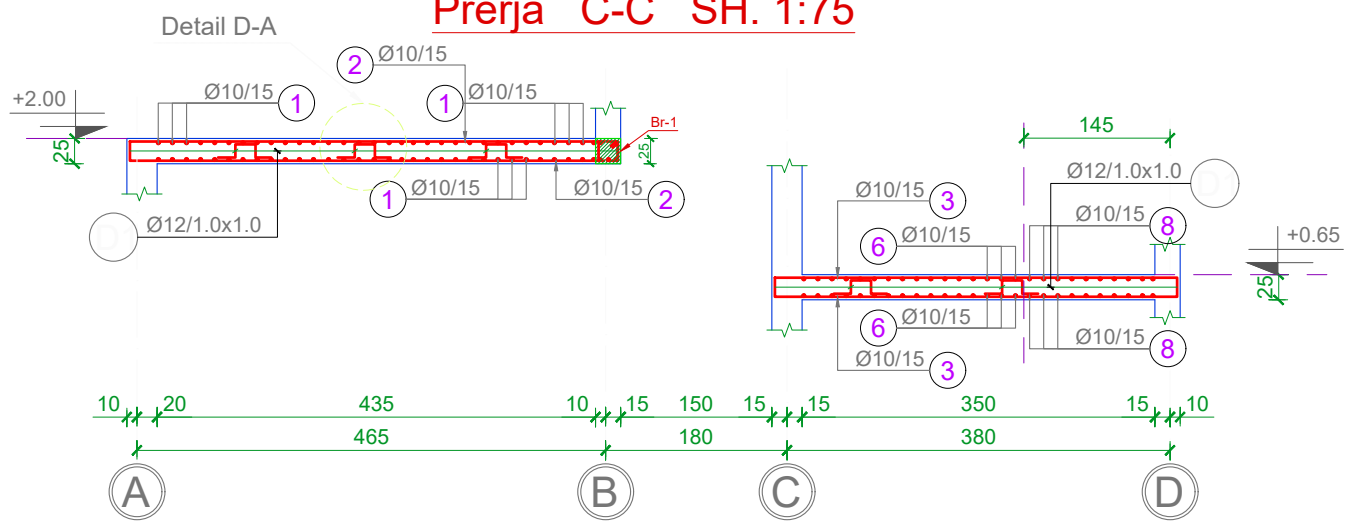 Prerja C-C SH. 1:75
Detail D-A
2 Ø10/15
+2.00 Ø10/15 1 1 Ø10/15
Br-1
25 25
145
Ø10/15 Ø10/15 Ø12/1.0x1.0
1 2 Ø10/15 3
Ø12/1.0x1.0 Ø10/15 8
6 Ø10/15 +0.65
25
6 Ø10/15 Ø10/15 8
Ø10/15 3
10 20 435 10 15 150 15 15 350 15 10
465 180 380
A B C D